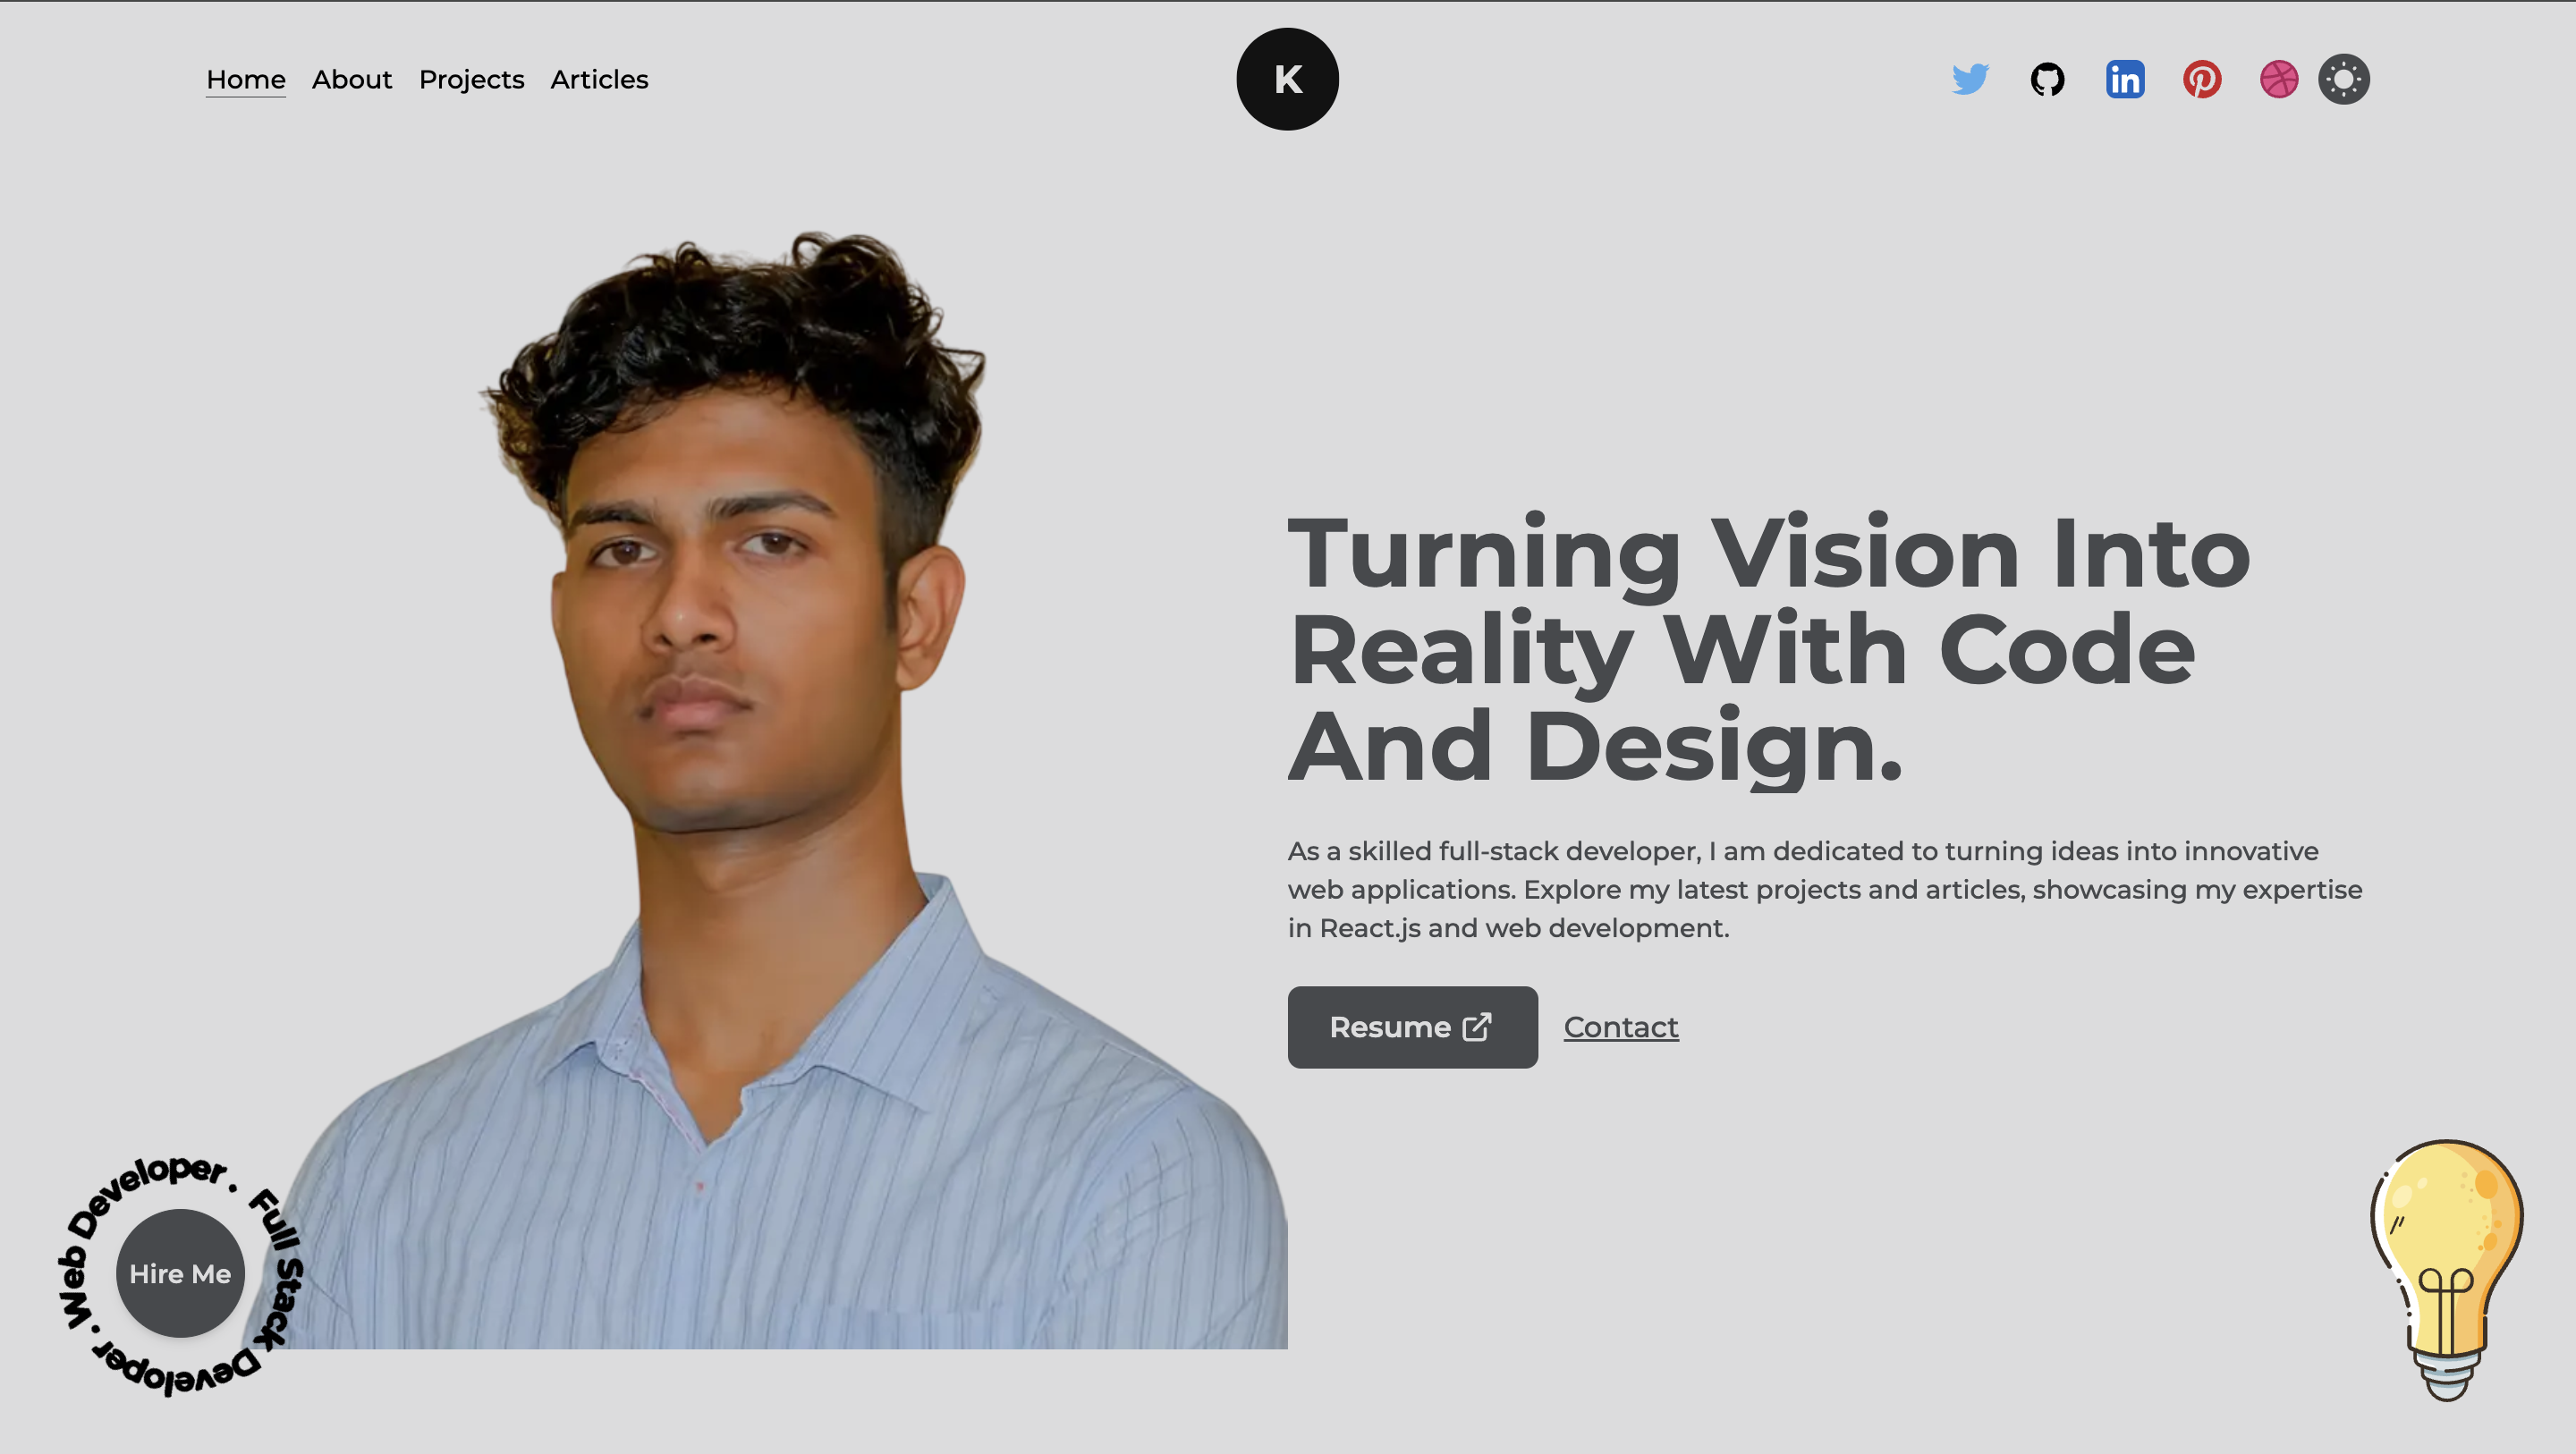 Home About Projects Articles
K
in
Turning Vision Into
Reality With Code
And Design.
As a skilled full-stack developer, I am dedicated to turning ideas into innovative
web applications. Explore my latest projects and articles, showcasing my expertise
in React.js and web development.
Resume Contact
Web Developer . Full Stack Developer .
Hire Me